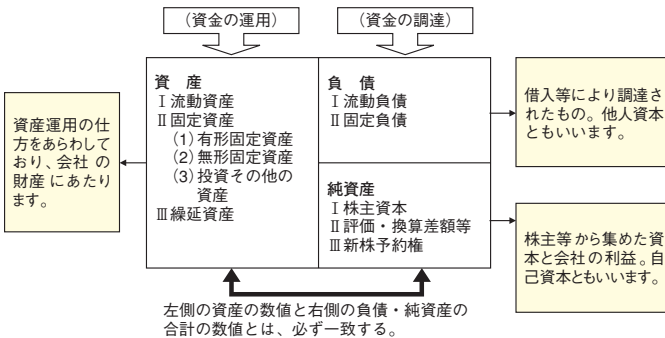 （資金の運用）
（資金の調達）
資産運用の仕
方をあらわして
おり、会社の
財産にあたり
ます。
資　産
Ⅰ流動資産
Ⅱ固定資産
(1)有形固定資産
(2)無形固定資産
(3)投資その他の
資産
Ⅲ繰延資産
負　債
Ⅰ流動負債
Ⅱ固定負債
純資産
Ⅰ株主資本
Ⅱ評価・換算差額等
Ⅲ新株予約権
借入等により調達さ
れたもの。他人資本
ともいいます。
株主等から集めた資
本と会社の利益。自
己資本ともいいます。
左側の資産の数値と右側の負債・純資産の
合計の数値とは、必ず一致する。